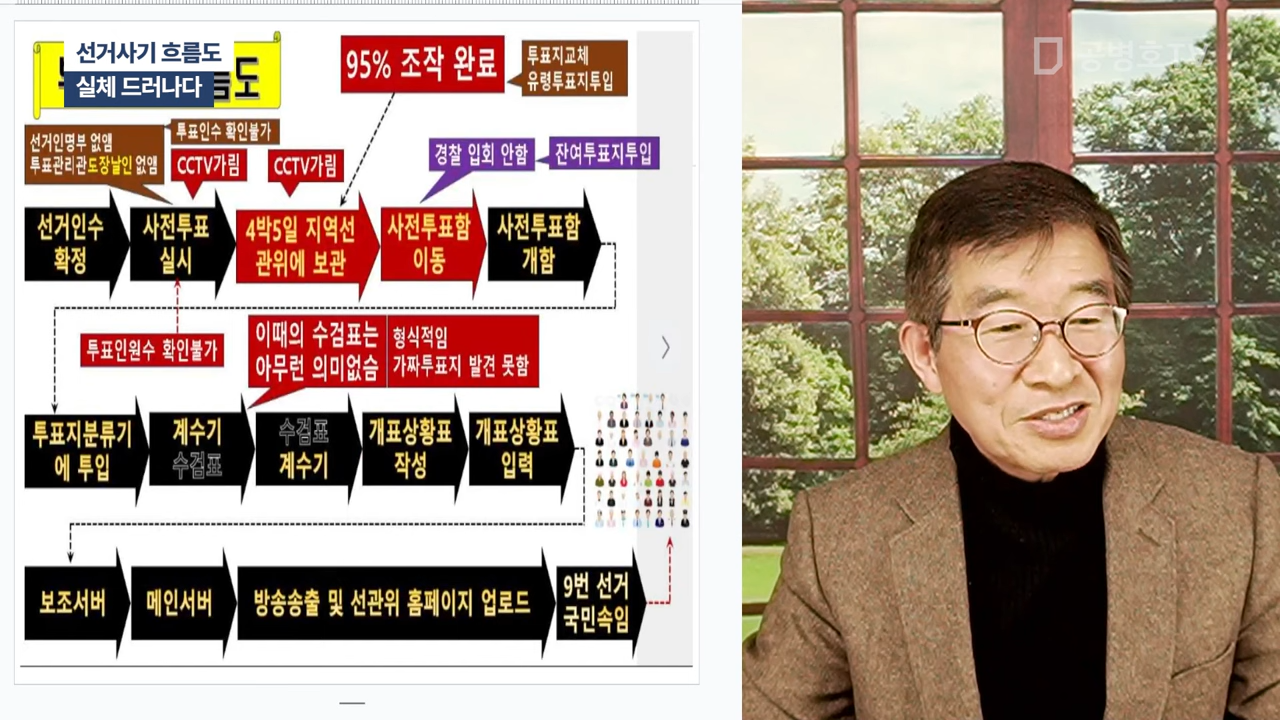 선거사기 흐름도
실체 드러나다
도
95% 조작 완료
투표지교체
유령투표지투입
선거인명부 없앰
투표관리관도장날인 없앰
투표인수 확인불가
CCTV가림
CCTV가림
경찰 입회 안함
잔여투표지투입
선거인수
확정
사전투표
실시
4박5일 지역선
관위에 보관
사전투표함
이동
사전투표함
개함
투표인원수 확인불가
이때의 수검표는
아무런 의미없슴
형식적임
가짜투표지 발견 못함
투표지분류기
에 투입
계수기
수검표
수검표
계수기
개표상황표
작성
개표상황표
입력
보조서버
메인서버
방송송출 및 선관위 홈페이지 업로드
9번 선거
국민속임
공병호TV